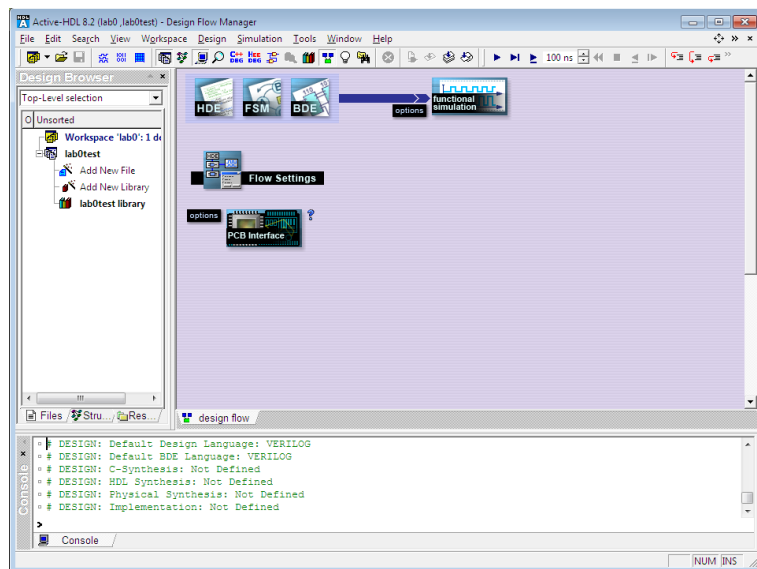 Active-HDL 8.2 (lab0 ,lab0test) - Design Flow Manager
File Edit Search View Workspace Design Simulation Tools Window Help
100 ns
Design Browser
Top-Level selection
O Unsorted
Workspace 'lab0': 1 de
lab0test
Add New File
Add New Library
lab0test library
Files Stru... Res...
HDE FSM BDE
options
functional
simulation
Flow Settings
options
PCB Interface
?
design flow
# DESIGN: Default Design Language: VERILOG
# DESIGN: Default BDE Language: VERILOG
# DESIGN: C-Synthesis: Not Defined
# DESIGN: HDL Synthesis: Not Defined
# DESIGN: Physical Synthesis: Not Defined
# DESIGN: Implementation: Not Defined
>
Console
Console
NUM INS